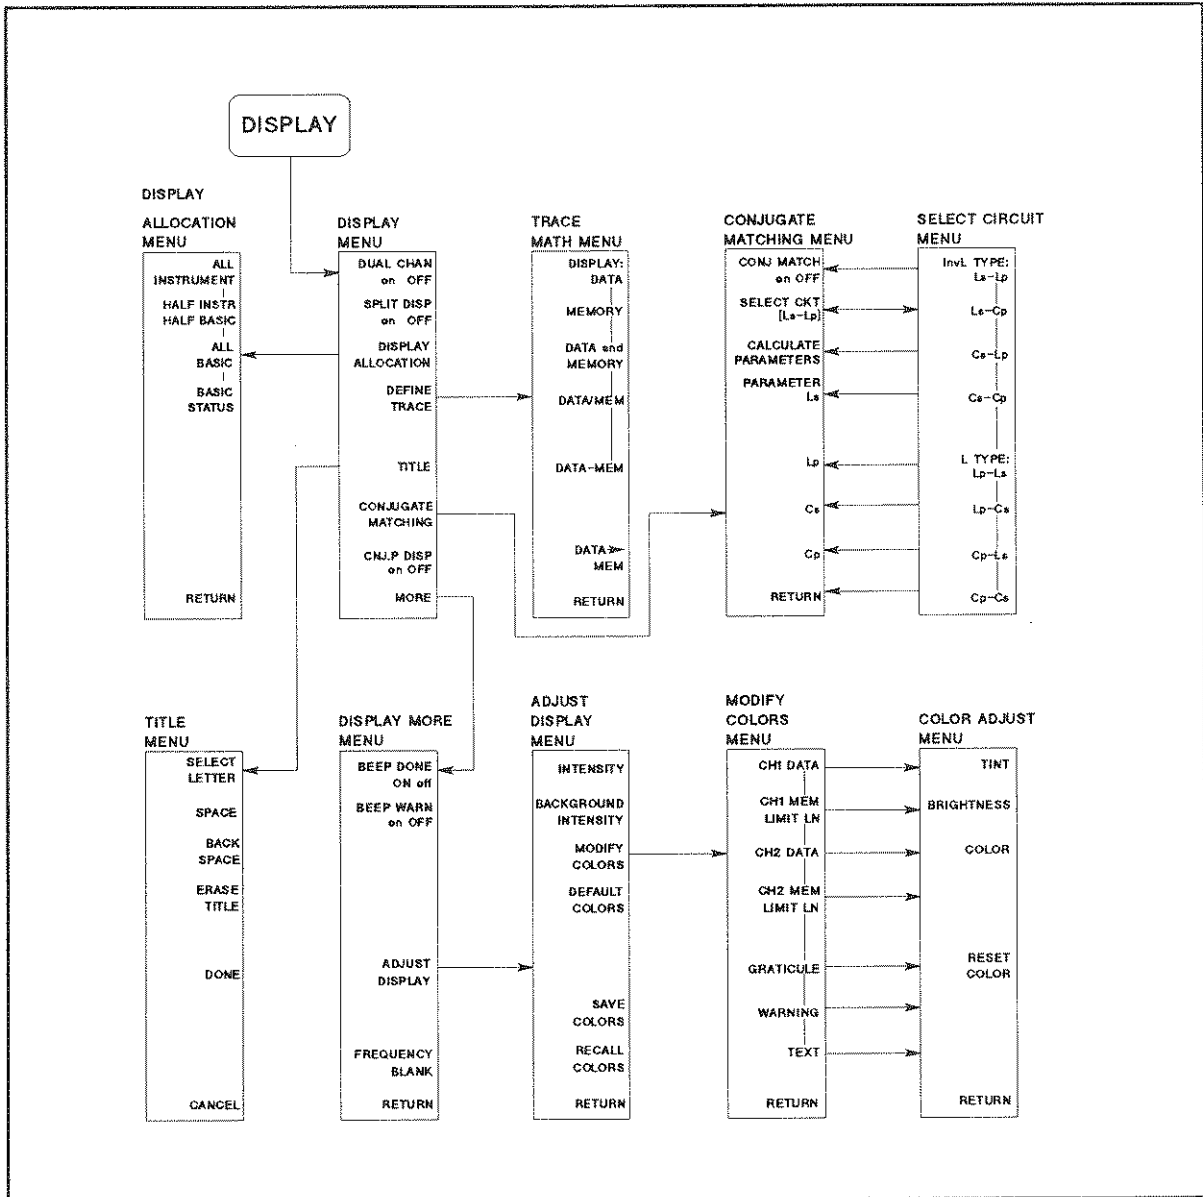 DISPLAY
DISPLAY
ALLOCATION
MENU
ALL
INSTRUMENT
HALF INSTR
HALF BASIC
ALL
BASIC
BASIC
STATUS
RETURN
DISPLAY
MENU
DUAL CHAN
on OFF
SPLIT DISP
on OFF
DISPLAY
ALLOCATION
DEFINE
TRACE
TITLE
CONJUGATE
MATCHING
CNJ.P DISP
on OFF
MORE
TRACE
MATH MENU
DISPLAY:
DATA
MEMORY
DATA and
MEMORY
DATA/MEM
DATA-MEM
DATA➤
MEM
RETURN
CONJUGATE
MATCHING MENU
CONJ MATCH
on OFF
SELECT CKT
[Ls-Lp]
CALCULATE
PARAMETERS
PARAMETER
Ls
Lp
Cs
Cp
RETURN
SELECT CIRCUIT
MENU
InvL TYPE:
Ls-Lp
Ls-Cp
Cs-Lp
Cs-Cp
L TYPE:
Lp-Ls
Lp-Cs
Cp-Ls
Cp-Cs
TITLE
MENU
SELECT
LETTER
SPACE
BACK
SPACE
ERASE
TITLE
DONE
CANCEL
DISPLAY MORE
MENU
BEEP DONE
ON off
BEEP WARN
on OFF
ADJUST
DISPLAY
FREQUENCY
BLANK
RETURN
ADJUST
DISPLAY
MENU
INTENSITY
BACKGROUND
INTENSITY
MODIFY
COLORS
DEFAULT
COLORS
SAVE
COLORS
RECALL
COLORS
RETURN
MODIFY
COLORS
MENU
CH1 DATA
CH1 MEM
LIMIT LN
CH2 DATA
CH2 MEM
LIMIT LN
GRATICULE
WARNING
TEXT
RETURN
COLOR ADJUST
MENU
TINT
BRIGHTNESS
COLOR
RESET
COLOR
RETURN